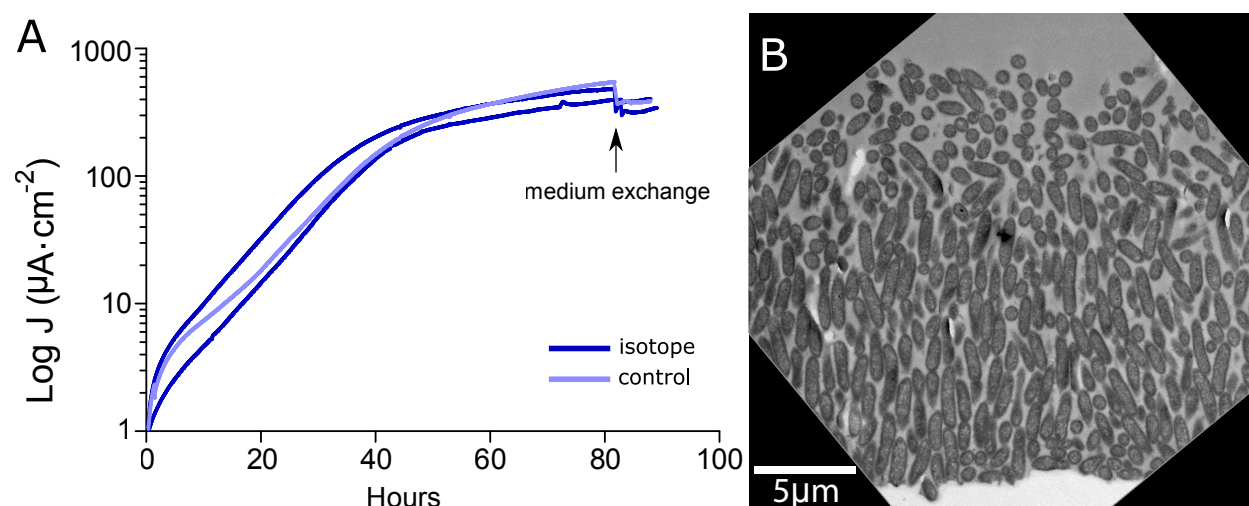 A
1000
100
10
1
Log J (μA·cm-2)
0
20
40
60
80
100
Hours
medium exchange
isotope
control
B
5μm